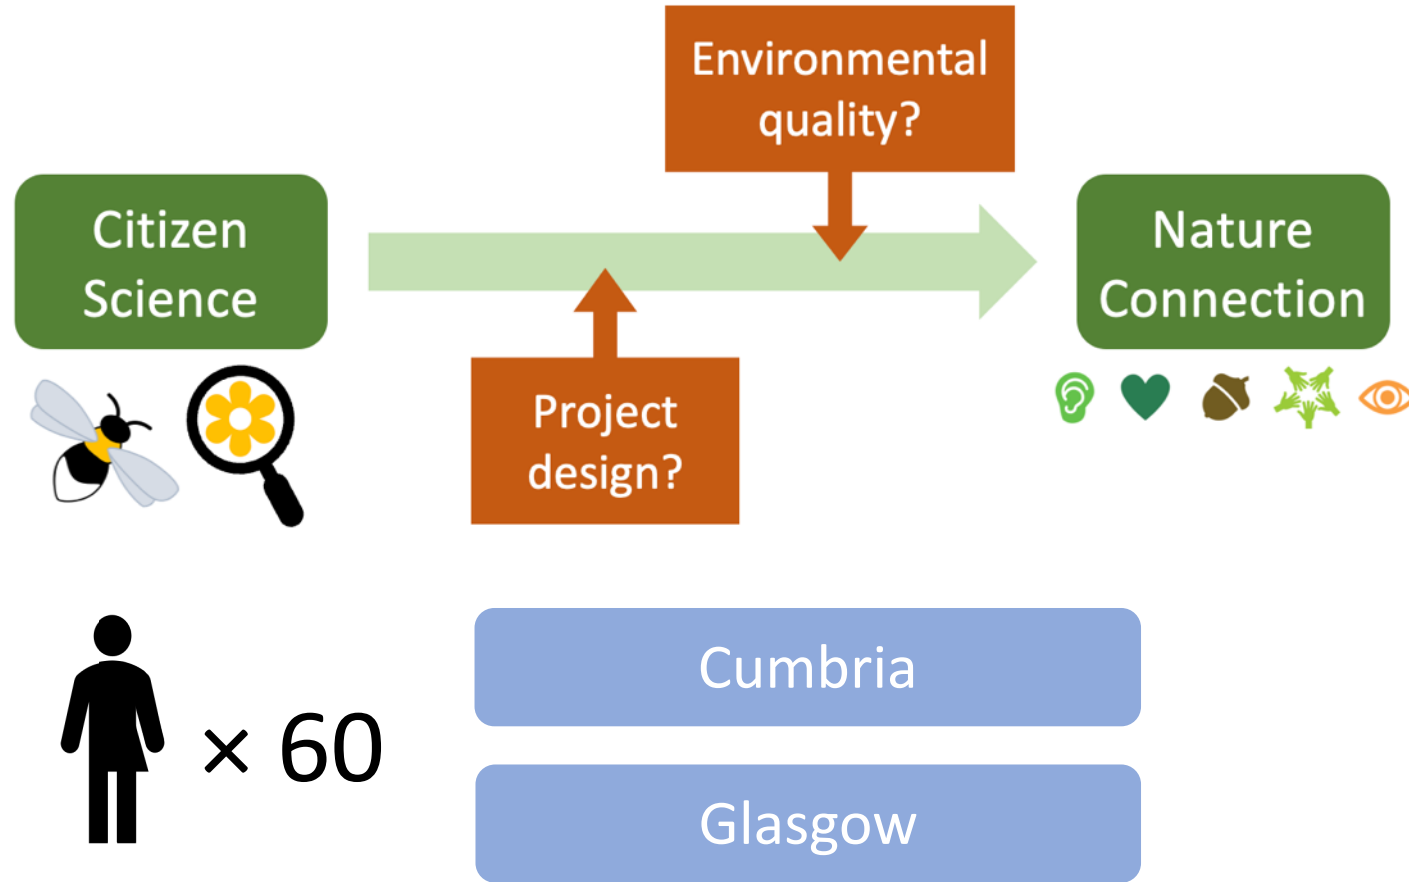 Environmental
quality?
Citizen
Science
Nature
Connection
Project
design?
× 60
Cumbria
Glasgow